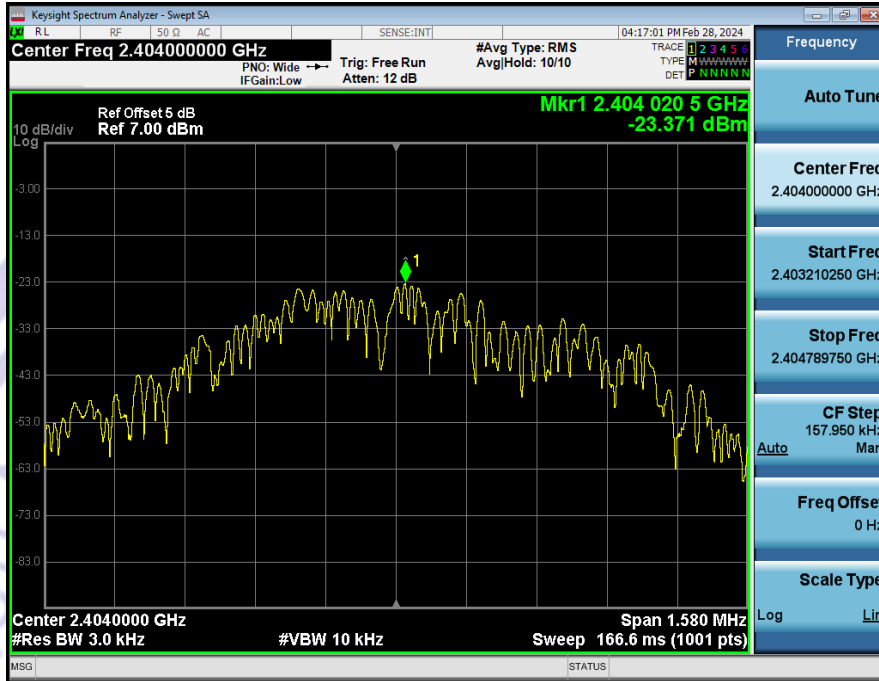 Keysight Spectrum Analyzer - Swept SA
LXI RL RF 50 Ω AC SENSE:INT 04:17:01 PM Feb 28, 2024
Center Freq 2.404000000 GHz
PNO: Wide
IFGain:Low
Trig: Free Run
Atten: 12 dB
#Avg Type: RMS
Avg|Hold: 10/10
TRACE 1 2 3 4 5 6
TYPE M WWWWW
DET P N N N N N
Mkr1 2.404 020 5 GHz
-23.371 dBm
Ref Offset 5 dB
10 dB/div Ref 7.00 dBm
Log
1
-3.00
-13.0
-23.0
-33.0
-43.0
-53.0
-63.0
-73.0
-83.0
Center 2.4040000 GHz Span 1.580 MHz
#Res BW 3.0 kHz #VBW 10 kHz Sweep 166.6 ms (1001 pts)
MSG STATUS
Frequency
Auto Tune
Center Freq
2.404000000 GHz
Start Freq
2.403210250 GHz
Stop Freq
2.404789750 GHz
CF Step
157.950 kHz
Auto Man
Freq Offset
0 Hz
Scale Type
Log Lin